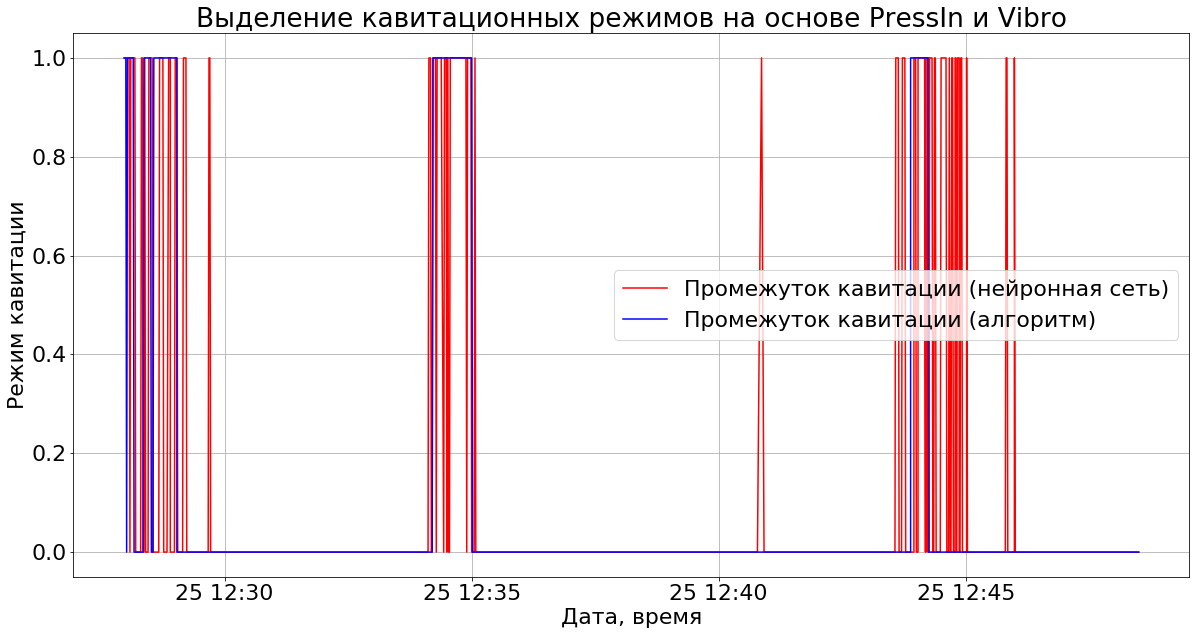 Выделение кавитационных режимов на основе PressIn и Vibro
Режим кавитации
1.0
0.8
0.6
0.4
0.2
0.0
Промежуток кавитации (нейронная сеть)
Промежуток кавитации (алгоритм)
25 12:30
25 12:35
25 12:40
25 12:45
Дата, время